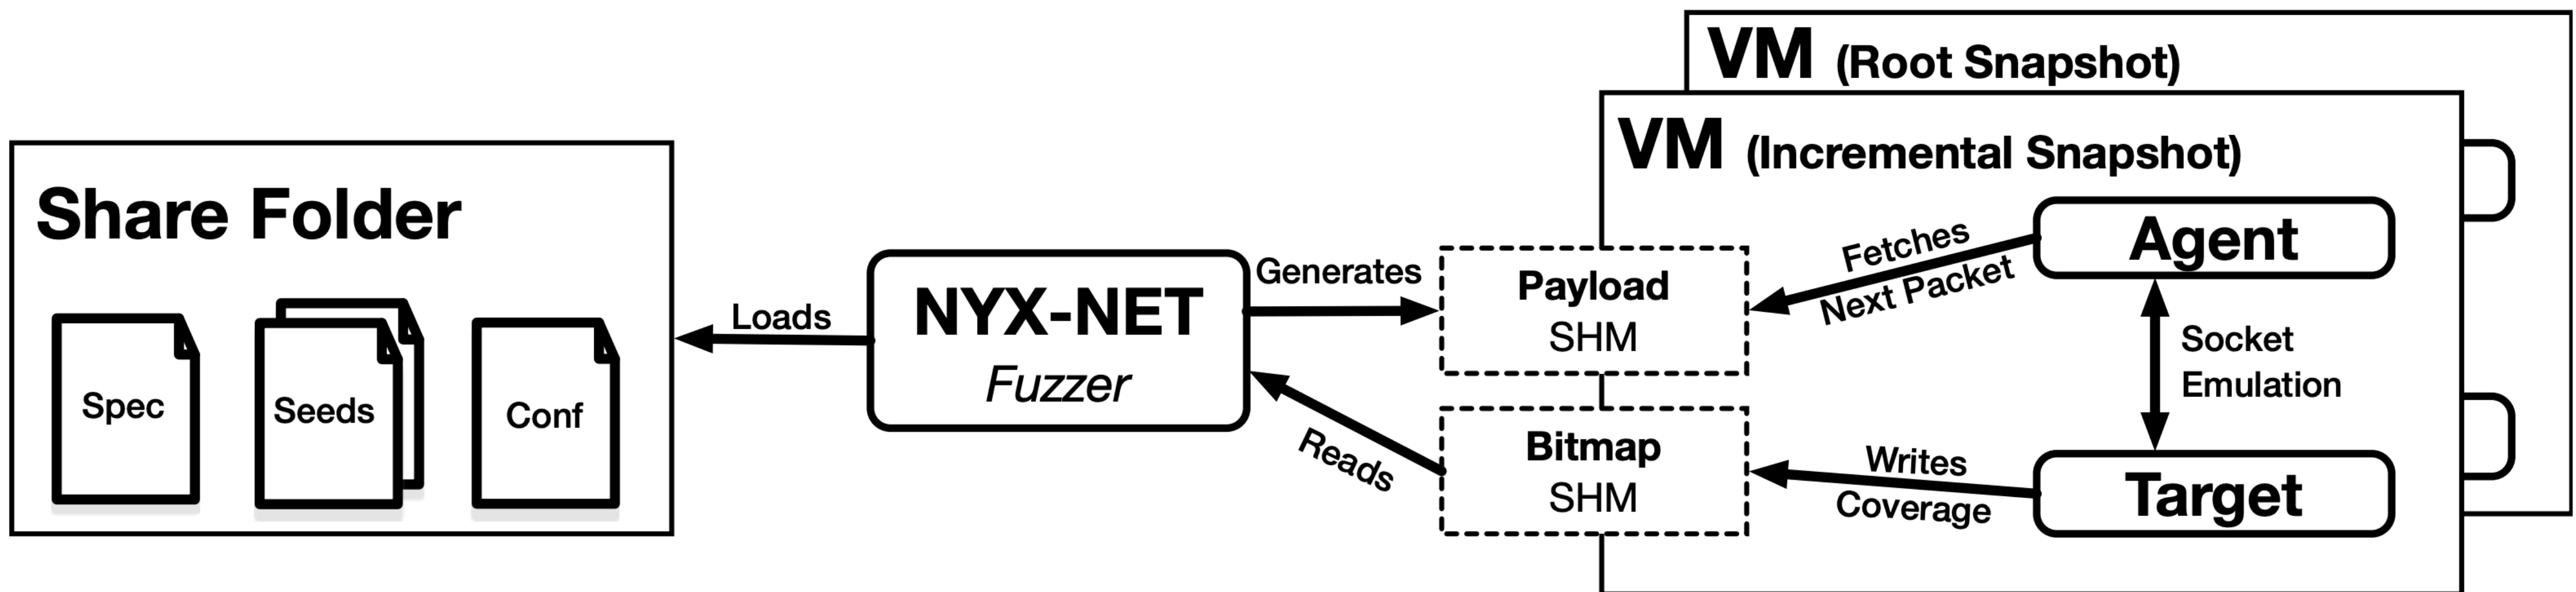 VM (Root Snapshot)
VM (Incremental Snapshot)
Share Folder
Spec
Seeds
Conf
Loads
NYX-NET
Fuzzer
Generates
Reads
Payload
SHM
Bitmap
SHM
Fetches
Next Packet
Writes
Coverage
Agent
Socket
Emulation
Target